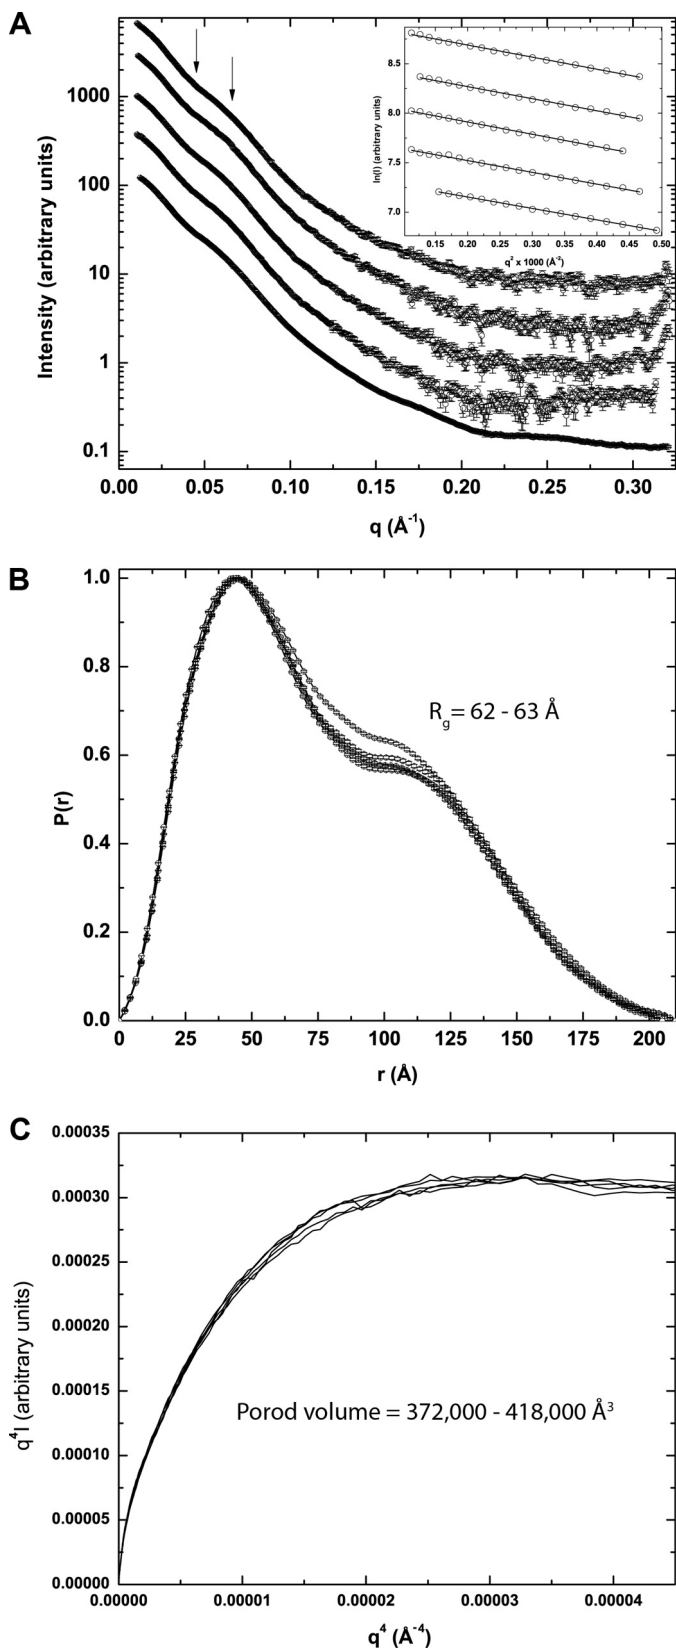 A
Intensity (arbitrary units)
1000
100
10
1
0.1
0.00 0.05 0.10 0.15 0.20 0.25 0.30
q (Å⁻¹)
ln(I) (arbitrary units)
8.5
8.0
7.5
7.0
0.15 0.20 0.25 0.30 0.35 0.40 0.45 0.50
q² x 1000 (Å⁻²)
B
P(r)
1.0
0.8
0.6
0.4
0.2
0.0
Rg= 62 - 63 Å
0 25 50 75 100 125 150 175 200
r (Å)
C
q⁴I (arbitrary units)
0.00035
0.00030
0.00025
0.00020
0.00015
0.00010
0.00005
0.00000
Porod volume = 372,000 - 418,000 Å³
0.00000 0.00001 0.00002 0.00003 0.00004
q⁴ (Å⁻⁴)